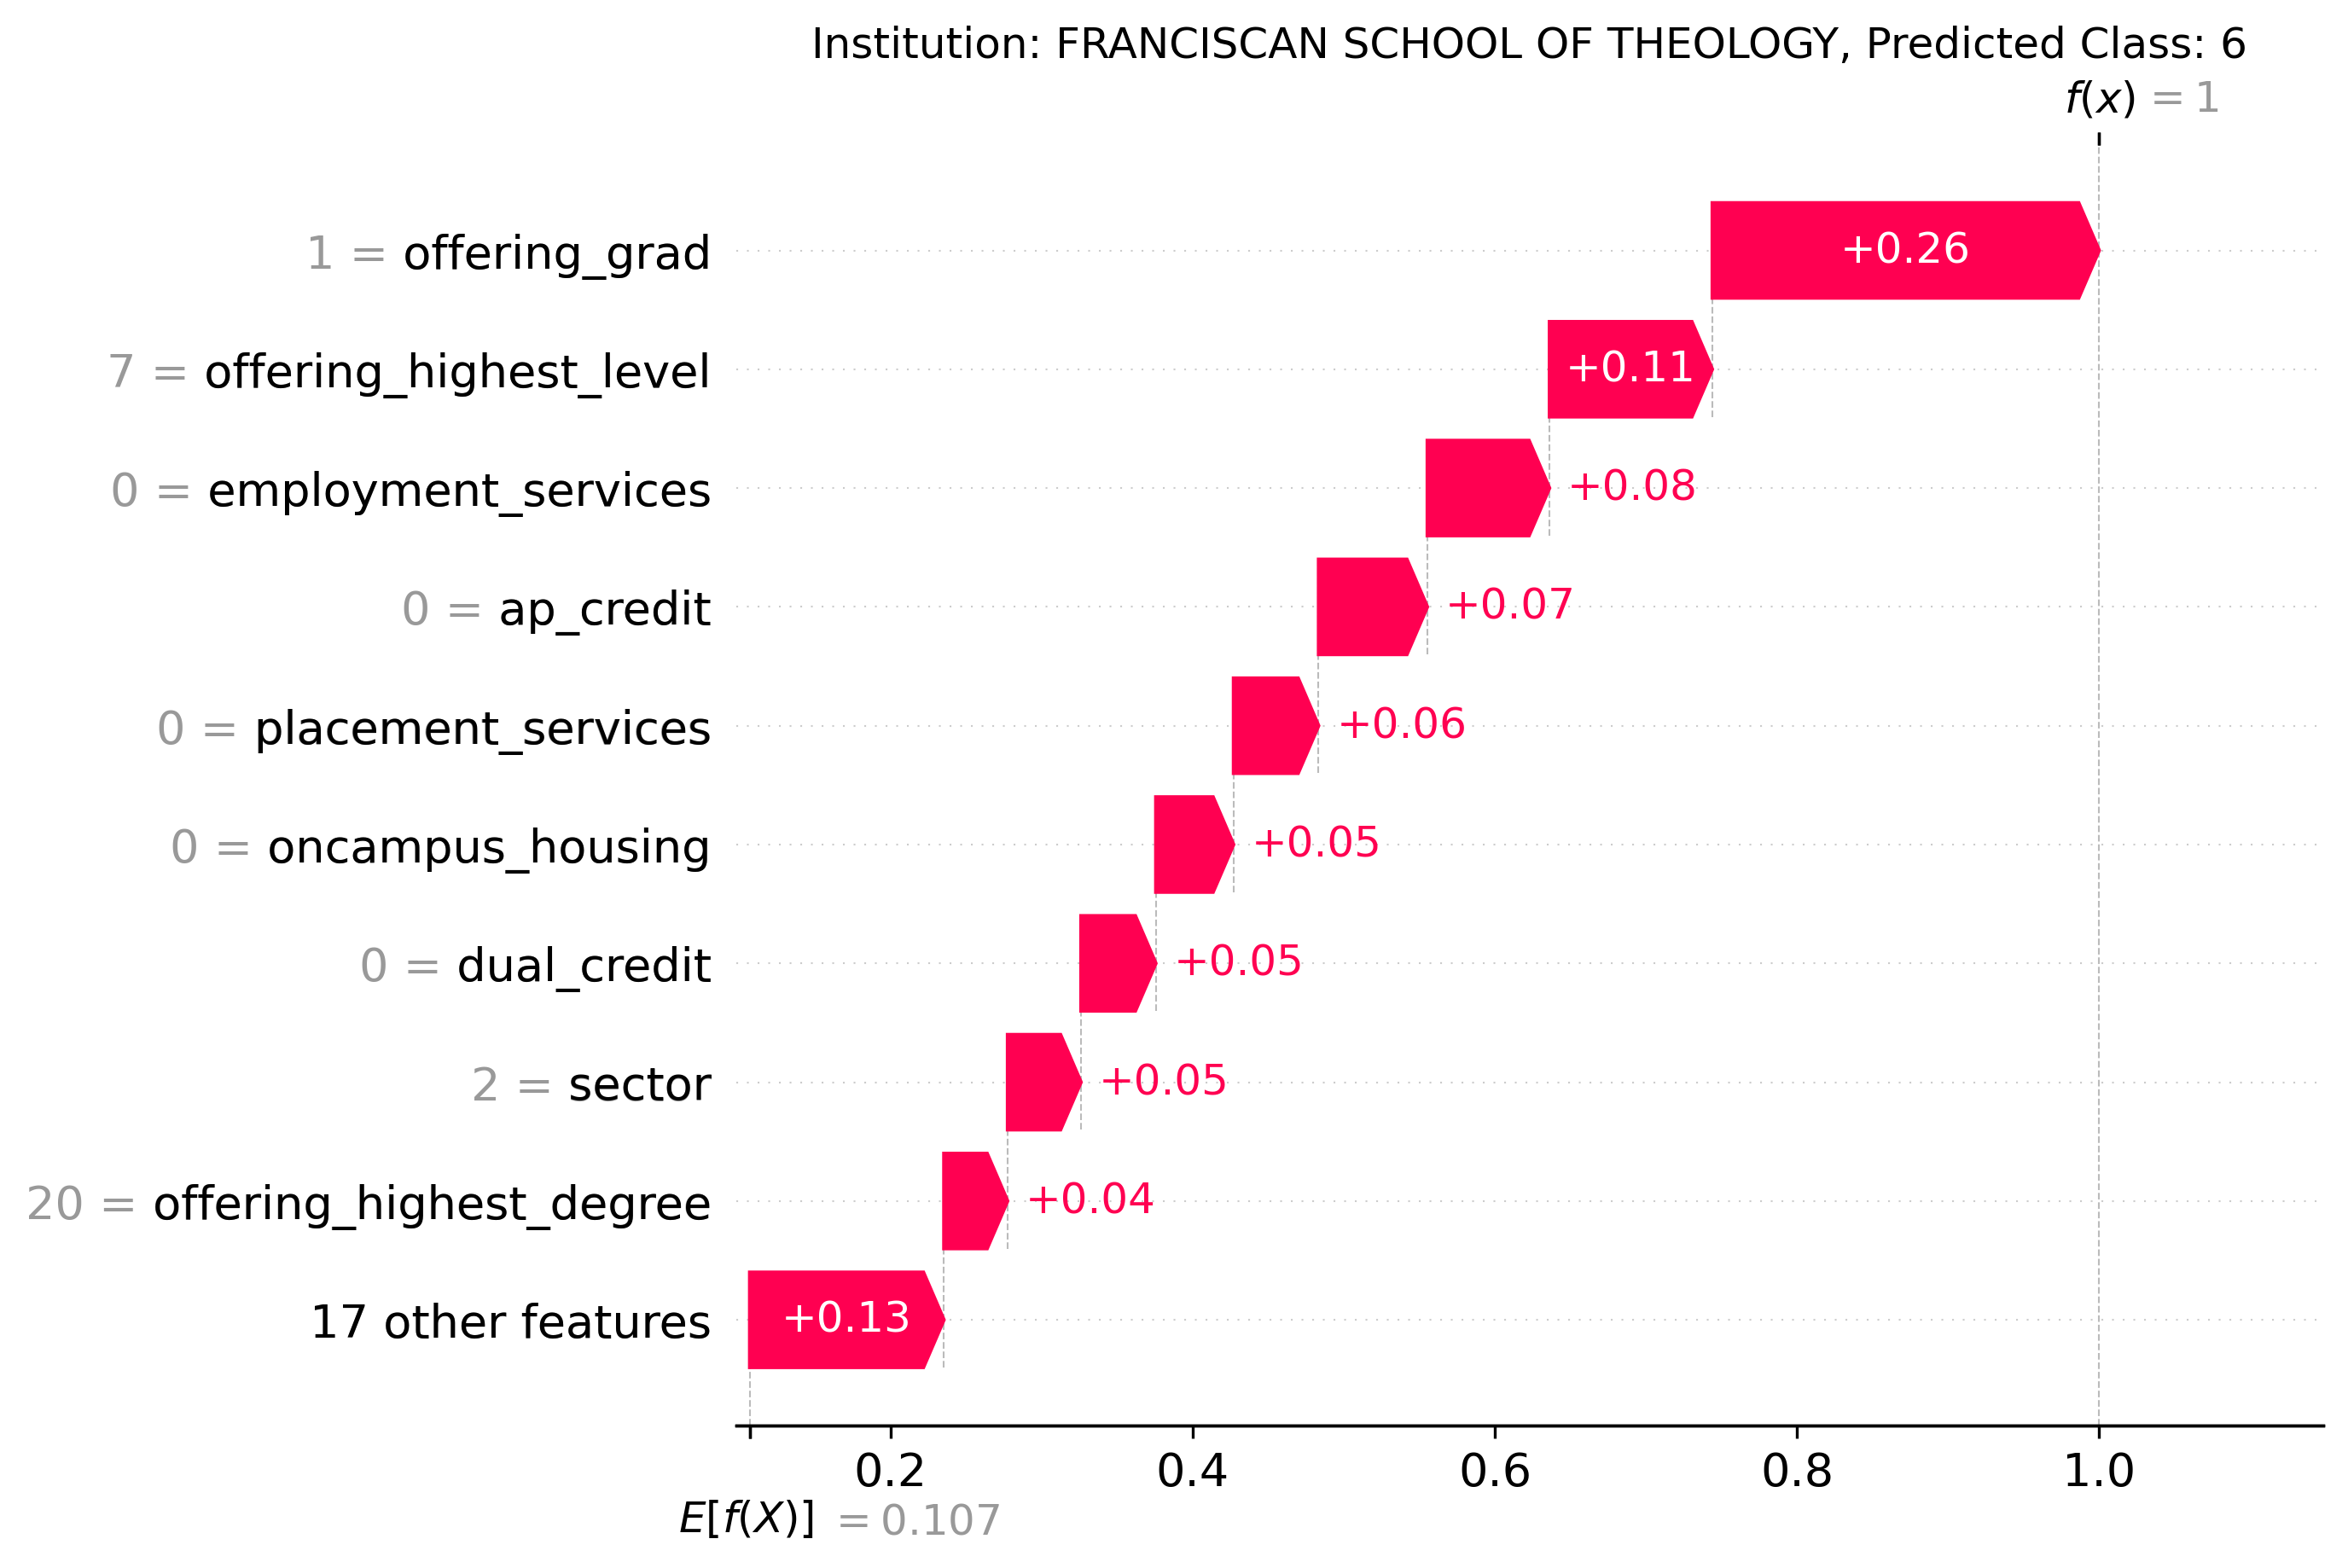 Institution: FRANCISCAN SCHOOL OF THEOLOGY, Predicted Class: 6
f(x) = 1
1 = offering_grad +0.26
7 = offering_highest_level +0.11
0 = employment_services +0.08
0 = ap_credit +0.07
0 = placement_services +0.06
0 = oncampus_housing +0.05
0 = dual_credit +0.05
2 = sector +0.05
20 = offering_highest_degree +0.04
17 other features +0.13
0.2 0.4 0.6 0.8 1.0
E[f(X)] = 0.107